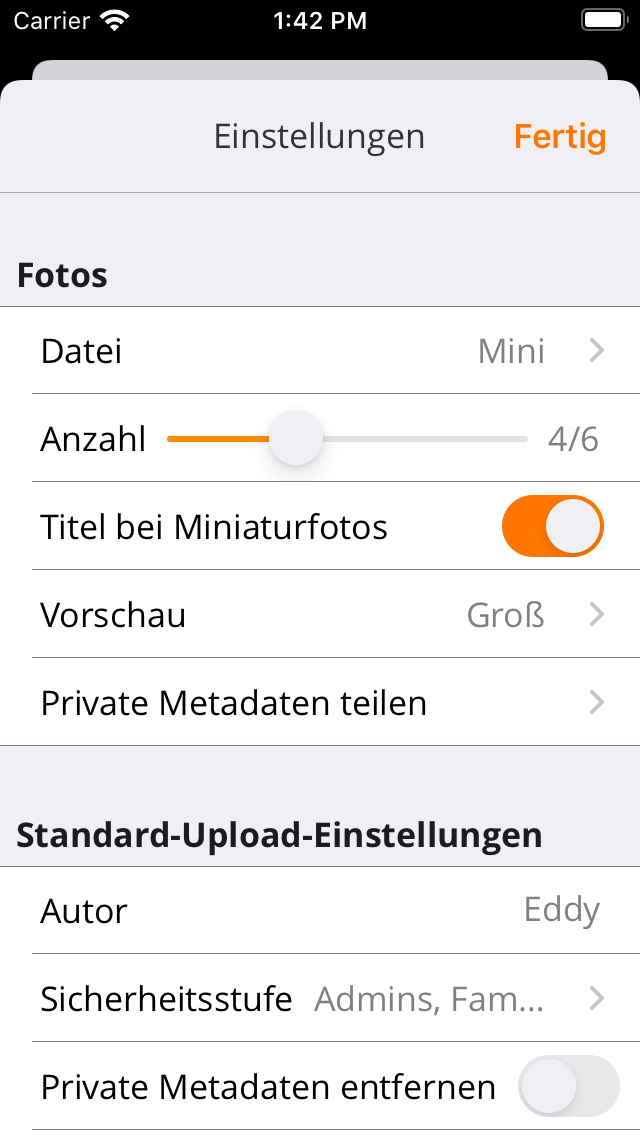 Carrier 1:42 PM
Einstellungen Fertig
Fotos
Datei Mini
Anzahl 4/6
Titel bei Miniaturfotos
Vorschau Groß
Private Metadaten teilen
Standard-Upload-Einstellungen
Autor Eddy
Sicherheitsstufe Admins, Fam...
Private Metadaten entfernen